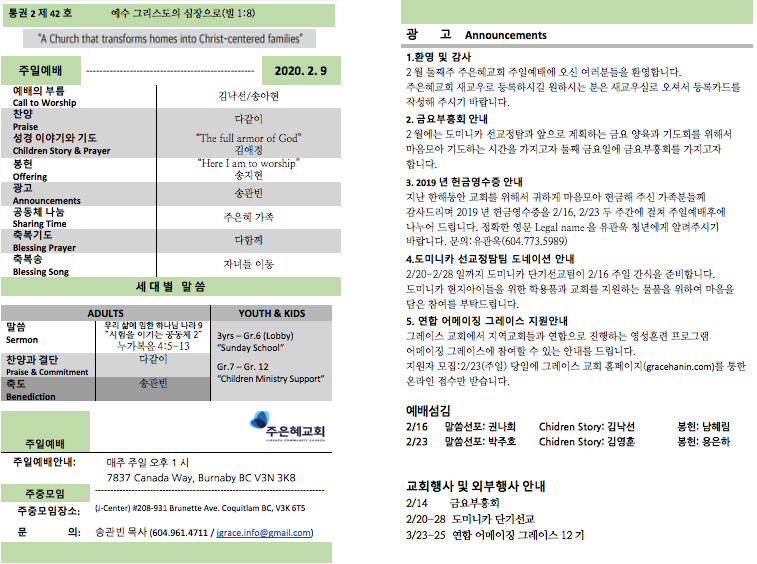 통권 2 제 42 호 예수 그리스도의 심장으로(빌 1:8)
"A Church that transforms homes into Christ-centered families"
주일예배 2020. 2. 9
예배의 부름 김낙선/송아현
Call to Worship
찬양 다같이
Praise
성경 이야기와 기도 "The full armor of God"
Children Story & Prayer 김애경
봉헌 "Here I am to worship"
Offering 송지현
광고 송관빈
Announcements
공동체 나눔 주은혜 가족
Sharing Time
축복기도 다함께
Blessing Prayer
축복송 자녀들 이동
Blessing Song
세대별 말씀
ADULTS YOUTH & KIDS
말씀 우리 삶에 임한 하나님 나라 9
Sermon "시험을 이기는 공동체 2"
누가복음 4:5-13
찬양과 결단 다같이
Praise & Commitment
축도 송관빈
Benediction
3yrs – Gr.6 (Lobby)
"Sunday School"
Gr.7 – Gr. 12
"Children Ministry Support"
주은혜교회
J-GRACE COMMUNITY CHURCH
주일예배
주일예배안내: 매주 주일 오후 1 시
7837 Canada Way, Burnaby BC V3N 3K8
주중모임
주중모임장소: (J-Center) #208-931 Brunette Ave. Coquitlam BC, V3K 6T5
문 의: 송관빈 목사 (604.961.4711 / jgrace.info@gmail.com)
광 고 Announcements
1.환영 및 감사
2 월 둘째주 주은혜교회 주일예배에 오신 여러분들을 환영합니다.
주은혜교회 새교우로 등록하시길 원하시는 분은 새교우실로 오셔서 등록카드를
작성해 주시기 바랍니다.
2. 금요부흥회 안내
2 월에는 도미니카 선교정탐과 앞으로 계획하는 금요 양육과 기도회를 위해서
마음모아 기도하는 시간을 가지고자 둘째 금요일에 금요부흥회를 가지고자
합니다.
3. 2019 년 헌금영수증 안내
지난 한해동안 교회를 위해서 귀하게 마음모아 헌금해 주신 가족분들께
감사드리며 2019 년 헌금영수증을 2/16, 2/23 두 주간에 걸쳐 주일예배후에
나누어 드립니다. 정확한 영문 Legal name 을 유관욱 청년에게 알려주시기
바랍니다. 문의:유관욱(604.773.5989)
4.도미니카 선교정탐팀 도네이션 안내
2/20-2/28 일까지 도미니카 단기선교팀이 2/16 주일 간식을 준비합니다.
도미니카 현지아이들을 위한 학용품과 교회를 지원하는 물품을 위하여 마음을
담은 참여를 부탁드립니다.
5. 연합 어메이징 그레이스 지원안내
그레이스 교회에서 지역교회들과 연합으로 진행하는 영성훈련 프로그램
어메이징 그레이스에 참여할 수 있는 안내를 드립니다.
지원자 모집:2/23(주일) 당일에 그레이스 교회 홈페이지(gracehanin.com)를 통한
온라인 접수만 받습니다.
예배섬김
2/16 말씀선포: 권나희 Chidren Story: 김낙선 봉헌: 남혜림
2/23 말씀선포: 박주호 Chidren Story: 김영훈 봉헌: 용은하
교회행사 및 외부행사 안내
2/14 금요부흥회
2/20-28 도미니카 단기선교
3/23-25 연합 어메이징 그레이스 12 기